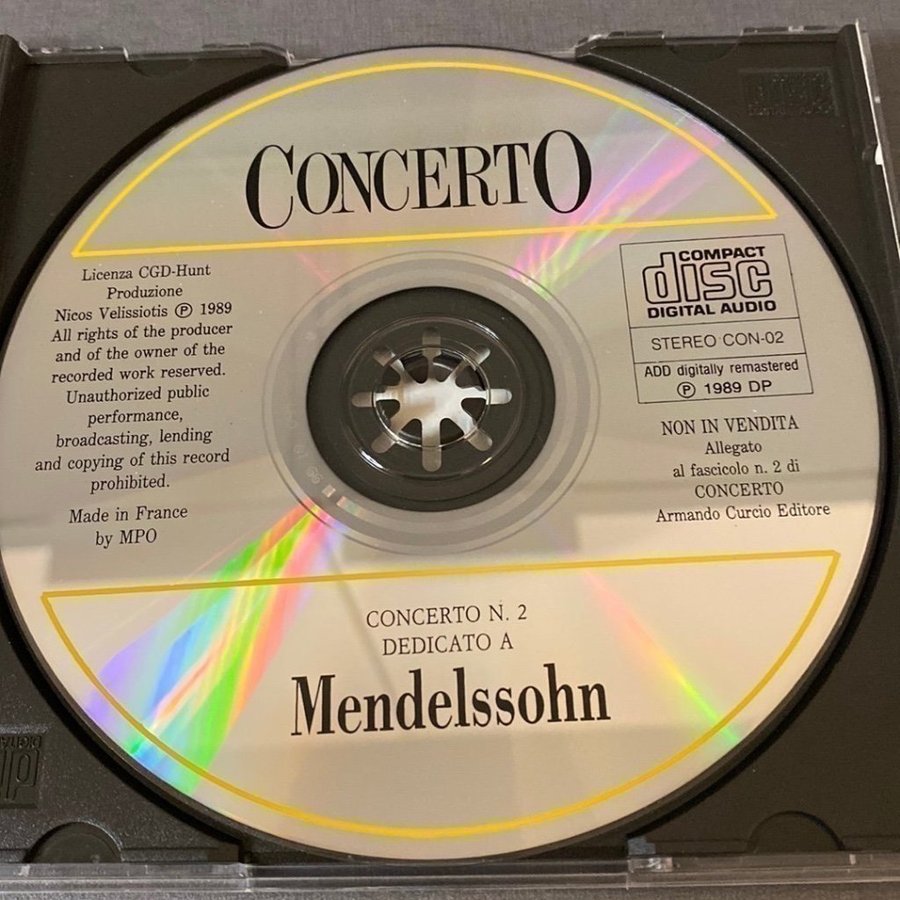 CONCERTO
Licenza CGD-Hunt
Produzione
Nicos Velissiotis Ⓟ 1989
All rights of the producer
and of the owner of the
recorded work reserved.
Unauthorized public
performance,
broadcasting, lending
and copying of this record
prohibited.
Made in France
by MPO
COMPACT
disc
DIGITAL AUDIO
STEREO CON-02
ADD digitally remastered
Ⓟ 1989 DP
NON IN VENDITA
Allegato
al fascicolo n. 2 di
CONCERTO
Armando Curcio Editore
CONCERTO N. 2
DEDICATO A
Mendelssohn